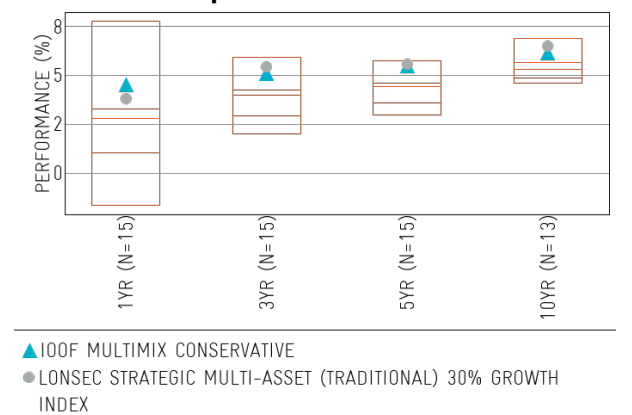 8
5
2
0
PERFORMANCE (%)
1YR (N=15)
3YR (N=15)
5YR (N=15)
10YR (N=13)
IOOF MULTIMIX CONSERVATIVE
LONSEC STRATEGIC MULTI-ASSET (TRADITIONAL) 30% GROWTH
INDEX